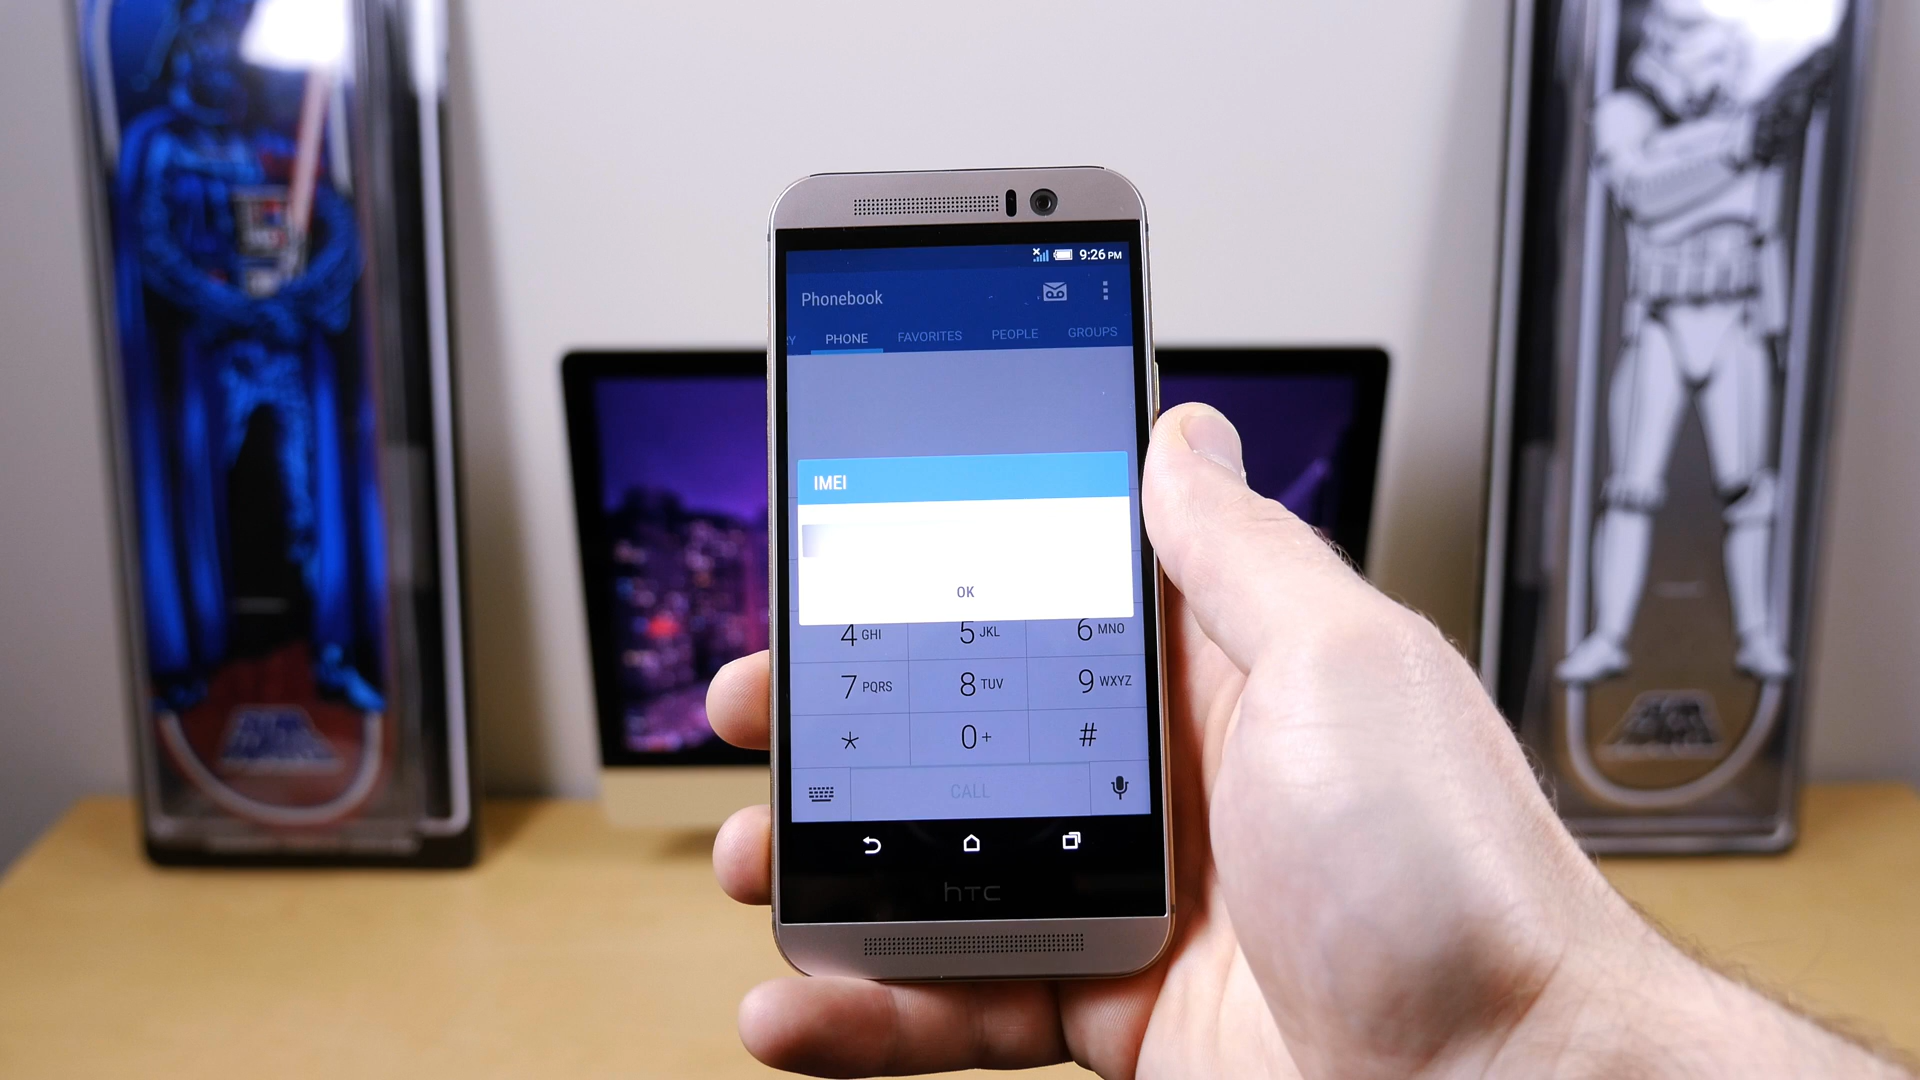 9:26 PM
Phonebook
RY PHONE FAVORITES PEOPLE GROUPS
IMEI
OK
4 GHI 5 JKL 6 MNO
7 PQRS 8 TUV 9 WXYZ
* 0 + #
CALL
hTC